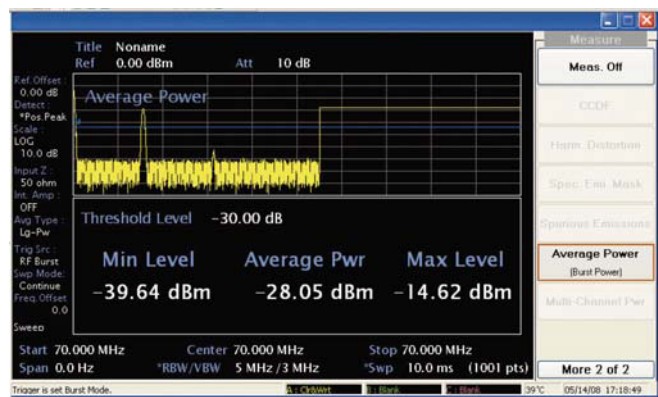 Title Noname
Ref 0.00 dBm Att 10 dB
Measure
Meas. Off
CCDF
Harm. Distortion
Spec. Emi. Mask
Spurious Emissions
Average Power
(Burst Power)
Multi-Channel Pwr
More 2 of 2
Ref. Offset :
0.00 dB
Detect :
*Pos.Peak
Scale :
LOG
10.0 dB
Input Z :
50 ohm
Int. Amp :
OFF
Avg Type :
Lg-Pw
Trig Src :
RF Burst
Swp Mode:
Continue
Freq. Offset
0.0
Sweep
Average Power
Threshold Level -30.00 dB
Min Level Average Pwr Max Level
-39.64 dBm -28.05 dBm -14.62 dBm
Start 70.000 MHz Center 70.000 MHz Stop 70.000 MHz
Span 0.0 Hz *RBW/VBW 5 MHz / 3 MHz *Swp 10.0 ms (1001 pts)
Trigger is set Burst Mode. A : Clr&Wrt B : Blank C : Blank 39°C 05/14/08 17:18:49